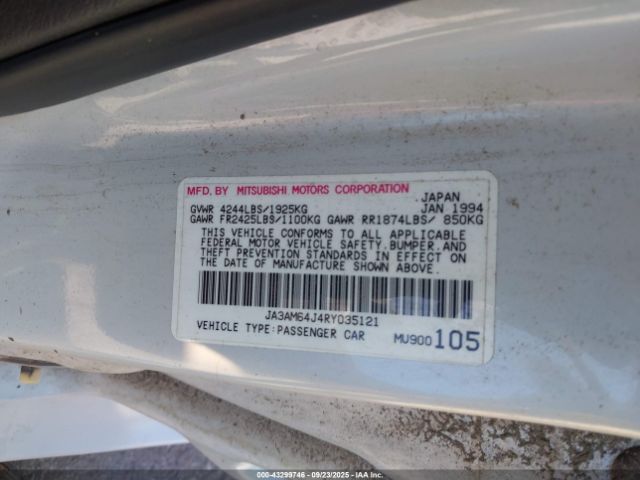 MFD. BY MITSUBISHI MOTORS CORPORATION
JAPAN
GVWR 4244LBS/1925KG JAN 1994
GAWR FR2425LBS/1100KG GAWR RR1874LBS/ 850KG
THIS VEHICLE CONFORMS TO ALL APPLICABLE
FEDERAL MOTOR VEHICLE SAFETY.BUMPER.AND
THEFT PREVENTION STANDARDS IN EFFECT ON
THE DATE OF MANUFACTURE SHOWN ABOVE.
JA3AM64J4RY035121
VEHICLE TYPE:PASSENGER CAR MU900105
000-43299746 - 09/23/2025 - IAAI.COM